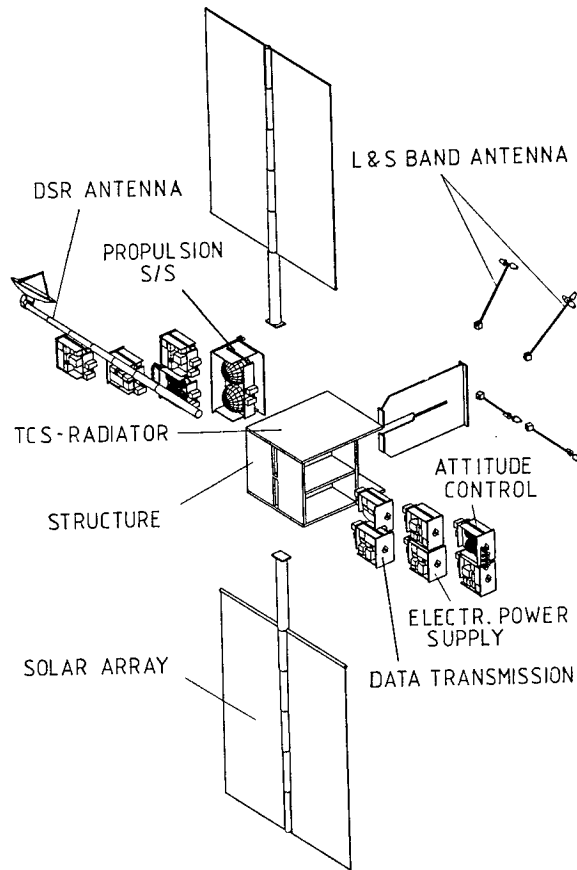 L&S BAND ANTENNA
DSR ANTENNA
PROPULSION
S/S
TCS-RADIATOR
ATTITUDE
CONTROL
STRUCTURE
ELECTR. POWER
SUPPLY
SOLAR ARRAY
DATA TRANSMISSION